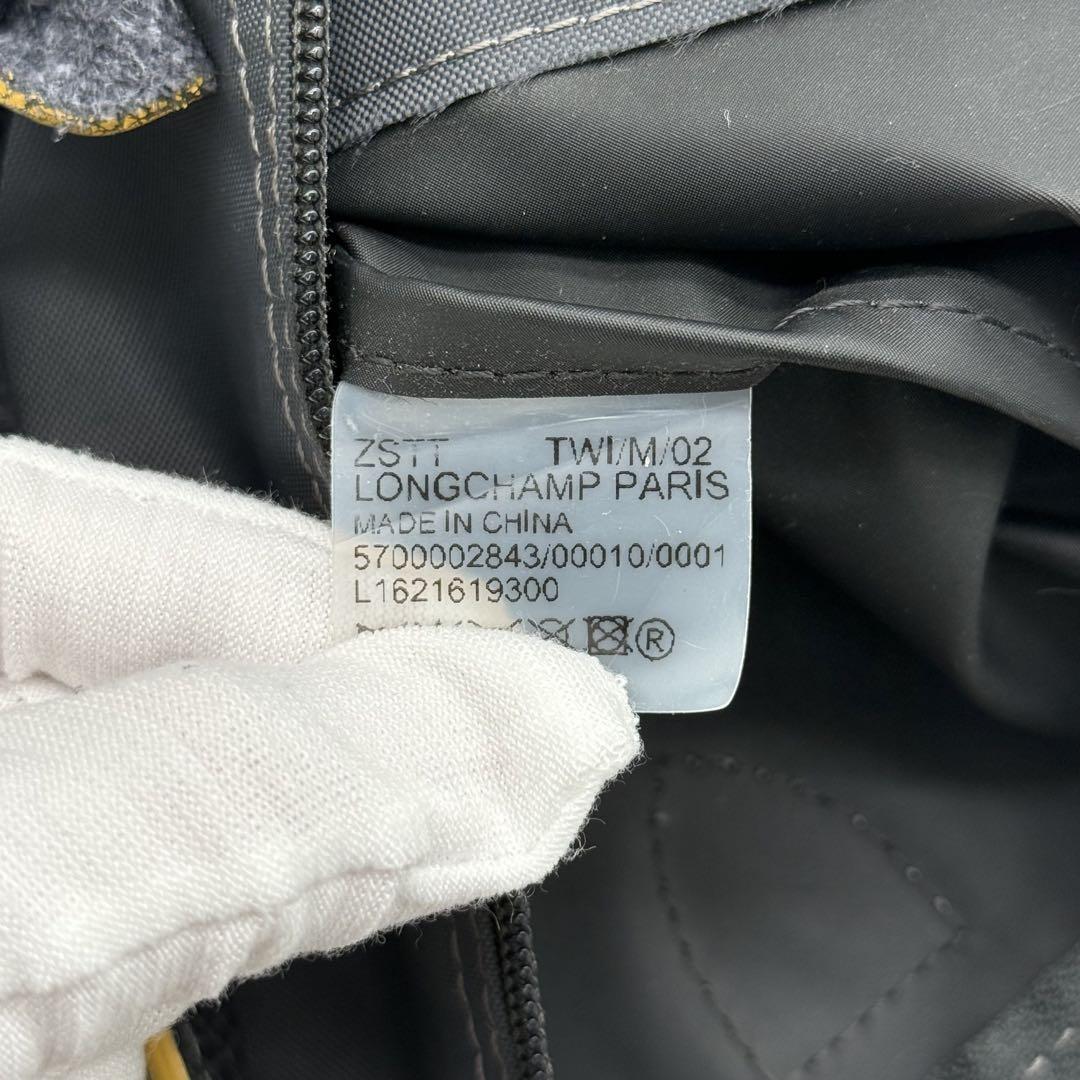 ZSTT TWI/M/02
LONGCHAMP PARIS
MADE IN CHINA
5700002843/00010/0001
L1621619300
®